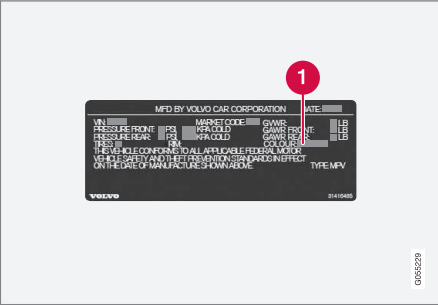 1
MFD BY VOLVO CAR CORPORATION DATE:
VIN: MARKET CODE: GVWR: LB
PRESSURE FRONT: PSI, KPA COLD GAWR FRONT: LB
PRESSURE REAR: PSI, KPA COLD GAWR REAR: LB
TIRES: RIM: COLOUR:
THIS VEHICLE CONFORMS TO ALL APPLICABLE FEDERAL MOTOR
VEHICLE SAFETY AND THEFT PREVENTION STANDARDS IN EFFECT
ON THE DATE OF MANUFACTURE SHOWN ABOVE. TYPE: MPV
VOLVO 31416465
G055229